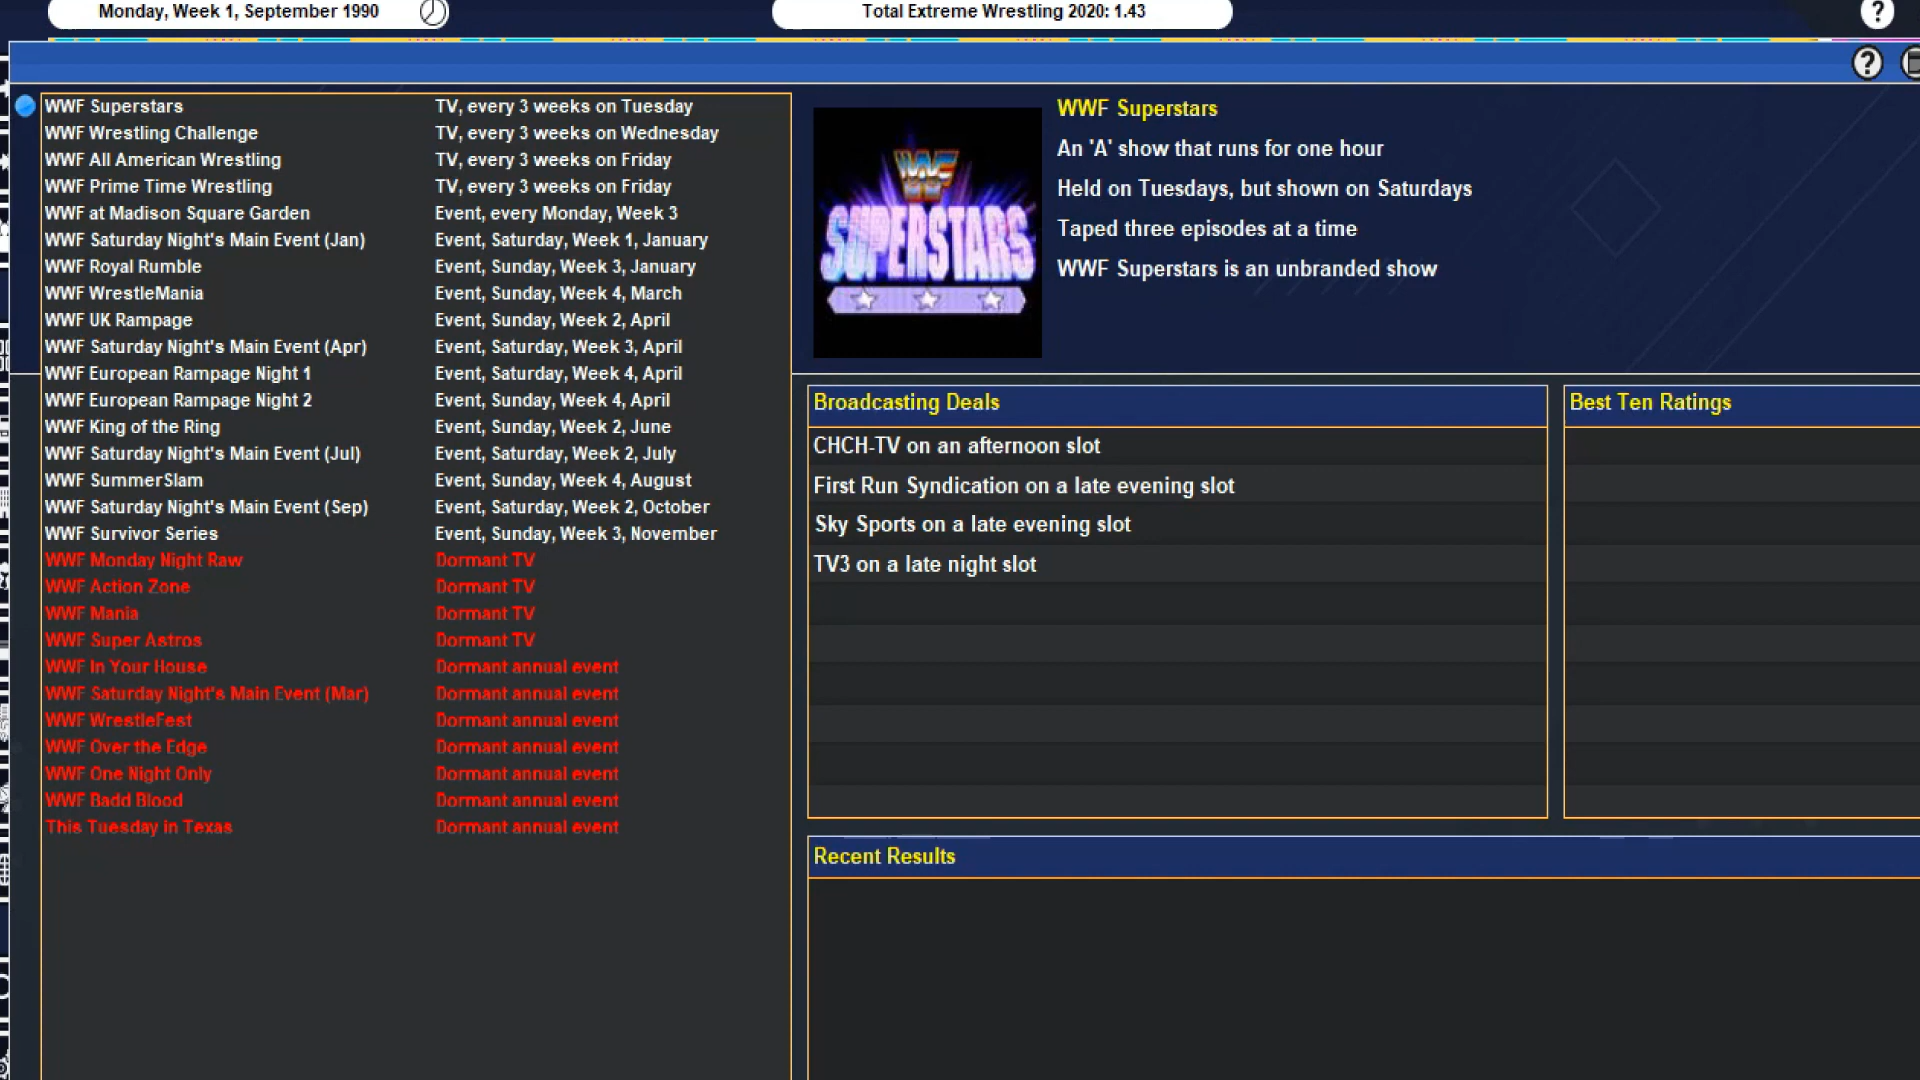 Monday, Week 1, September 1990
Total Extreme Wrestling 2020: 1.43
?
?
WWF Superstars TV, every 3 weeks on Tuesday
WWF Wrestling Challenge TV, every 3 weeks on Wednesday
WWF All American Wrestling TV, every 3 weeks on Friday
WWF Prime Time Wrestling TV, every 3 weeks on Friday
WWF at Madison Square Garden Event, every Monday, Week 3
WWF Saturday Night's Main Event (Jan) Event, Saturday, Week 1, January
WWF Royal Rumble Event, Sunday, Week 3, January
WWF WrestleMania Event, Sunday, Week 4, March
WWF UK Rampage Event, Sunday, Week 2, April
WWF Saturday Night's Main Event (Apr) Event, Saturday, Week 3, April
WWF European Rampage Night 1 Event, Saturday, Week 4, April
WWF European Rampage Night 2 Event, Sunday, Week 4, April
WWF King of the Ring Event, Sunday, Week 2, June
WWF Saturday Night's Main Event (Jul) Event, Saturday, Week 2, July
WWF SummerSlam Event, Sunday, Week 4, August
WWF Saturday Night's Main Event (Sep) Event, Saturday, Week 2, October
WWF Survivor Series Event, Sunday, Week 3, November
WWF Monday Night Raw Dormant TV
WWF Action Zone Dormant TV
WWF Mania Dormant TV
WWF Super Astros Dormant TV
WWF In Your House Dormant annual event
WWF Saturday Night's Main Event (Mar) Dormant annual event
WWF WrestleFest Dormant annual event
WWF Over the Edge Dormant annual event
WWF One Night Only Dormant annual event
WWF Badd Blood Dormant annual event
This Tuesday in Texas Dormant annual event
WWF
SUPERSTARS
WWF Superstars
An 'A' show that runs for one hour
Held on Tuesdays, but shown on Saturdays
Taped three episodes at a time
WWF Superstars is an unbranded show
Broadcasting Deals
CHCH-TV on an afternoon slot
First Run Syndication on a late evening slot
Sky Sports on a late evening slot
TV3 on a late night slot
Best Ten Ratings
Recent Results